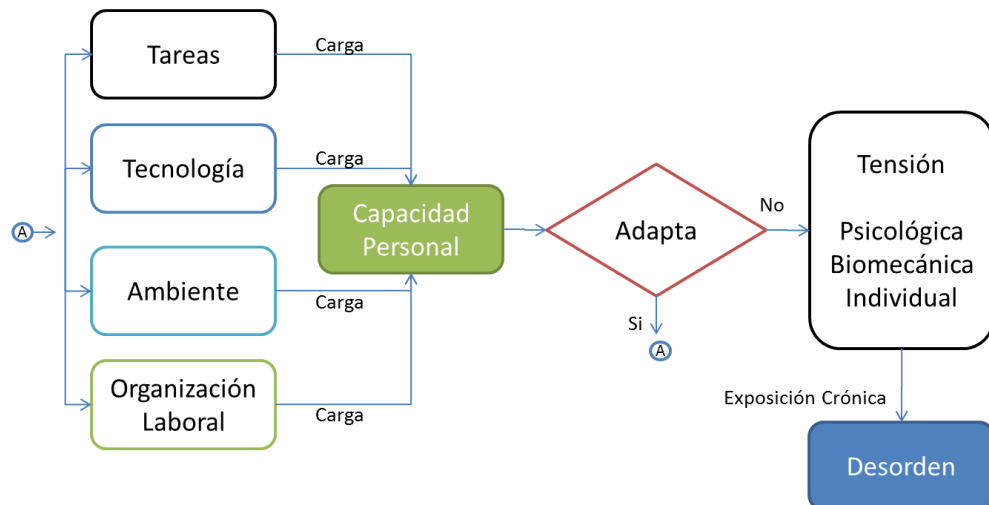 Tareas
Carga
Tecnología
Carga
A
Capacidad
Personal
Adapta
No
Tensión
Psicológica
Biomecánica
Individual
Ambiente
Carga
Si
A
Organización
Laboral
Carga
Exposición Crónica
Desorden